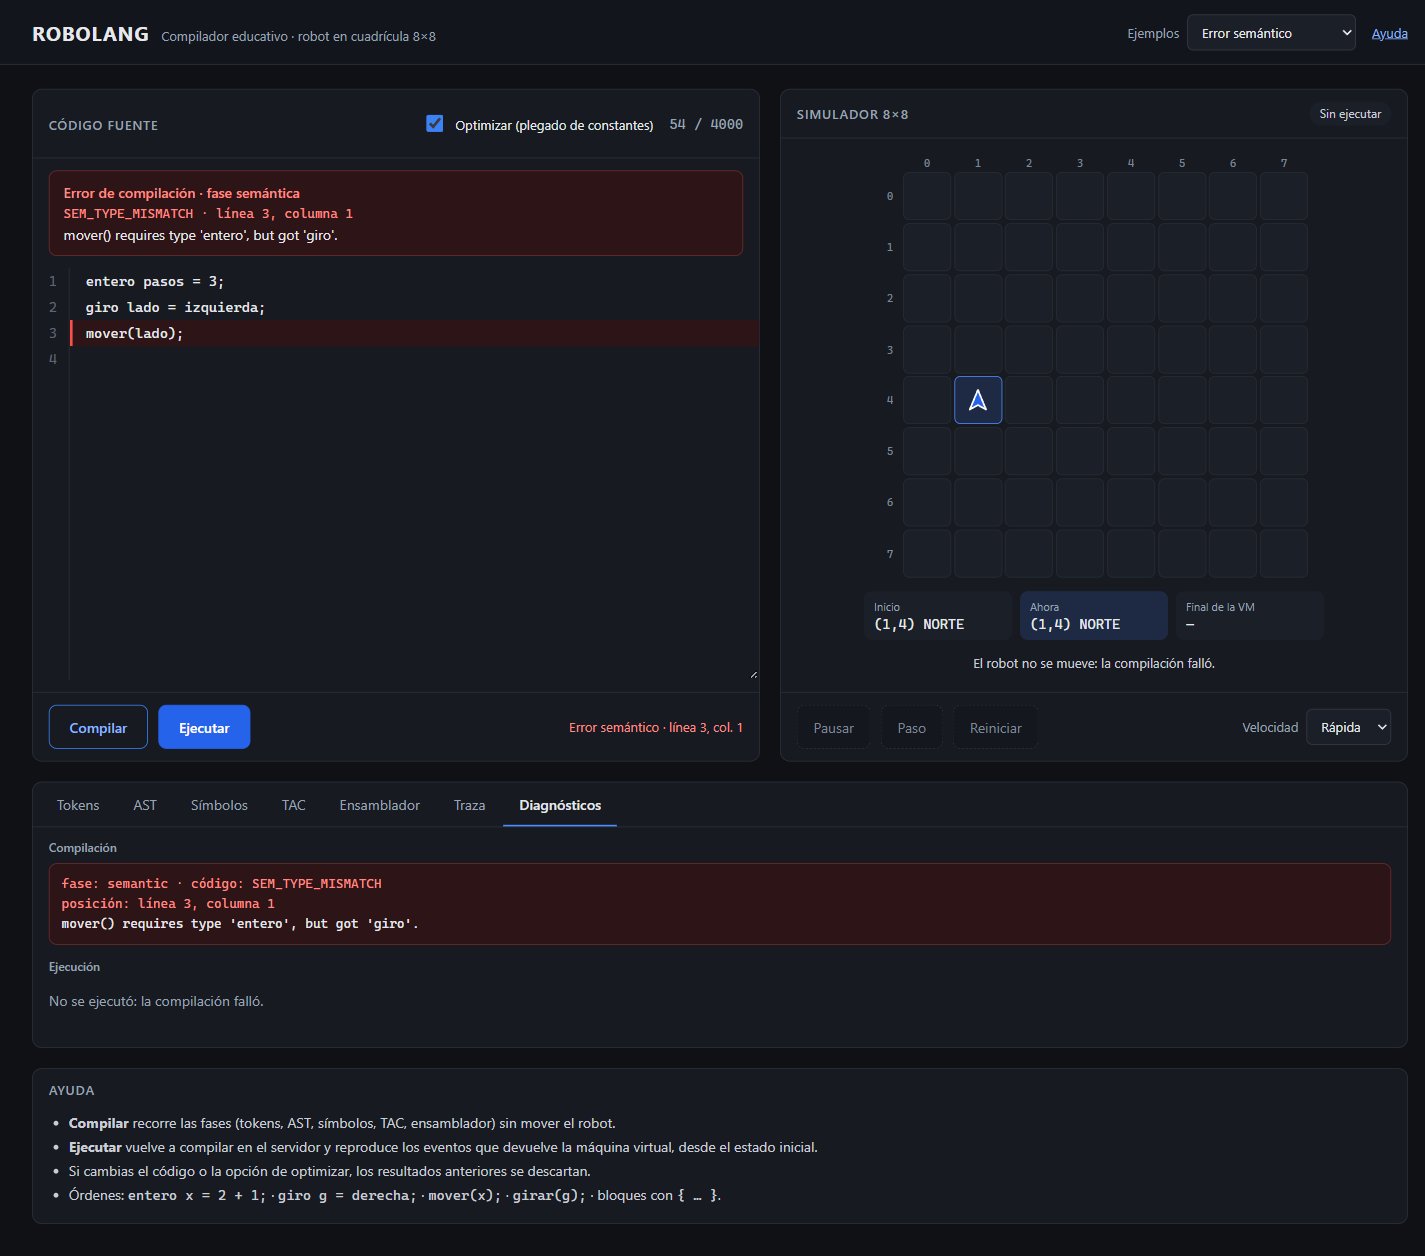 ROBOLANG Compilador educativo · robot en cuadrícula 8×8
Ejemplos Error semántico Ayuda
CÓDIGO FUENTE
Optimizar (plegado de constantes) 54 / 4000
Error de compilación · fase semántica
SEM_TYPE_MISMATCH · línea 3, columna 1
mover() requires type 'entero', but got 'giro'.
1 entero pasos = 3;
2 giro lado = izquierda;
3 mover(lado);
4
Compilar Ejecutar Error semántico · línea 3, col. 1
SIMULADOR 8×8 Sin ejecutar
0 1 2 3 4 5 6 7
0
1
2
3
4
5
6
7
Inicio
(1,4) NORTE
Ahora
(1,4) NORTE
Final de la VM
—
El robot no se mueve: la compilación falló.
Pausar Paso Reiniciar Velocidad Rápida
Tokens AST Símbolos TAC Ensamblador Traza Diagnósticos
Compilación
fase: semantic · código: SEM_TYPE_MISMATCH
posición: línea 3, columna 1
mover() requires type 'entero', but got 'giro'.
Ejecución
No se ejecutó: la compilación falló.
AYUDA
• Compilar recorre las fases (tokens, AST, símbolos, TAC, ensamblador) sin mover el robot.
• Ejecutar vuelve a compilar en el servidor y reproduce los eventos que devuelve la máquina virtual, desde el estado inicial.
• Si cambias el código o la opción de optimizar, los resultados anteriores se descartan.
• Órdenes: entero x = 2 + 1; · giro g = derecha; · mover(x); · girar(g); · bloques con { … }.